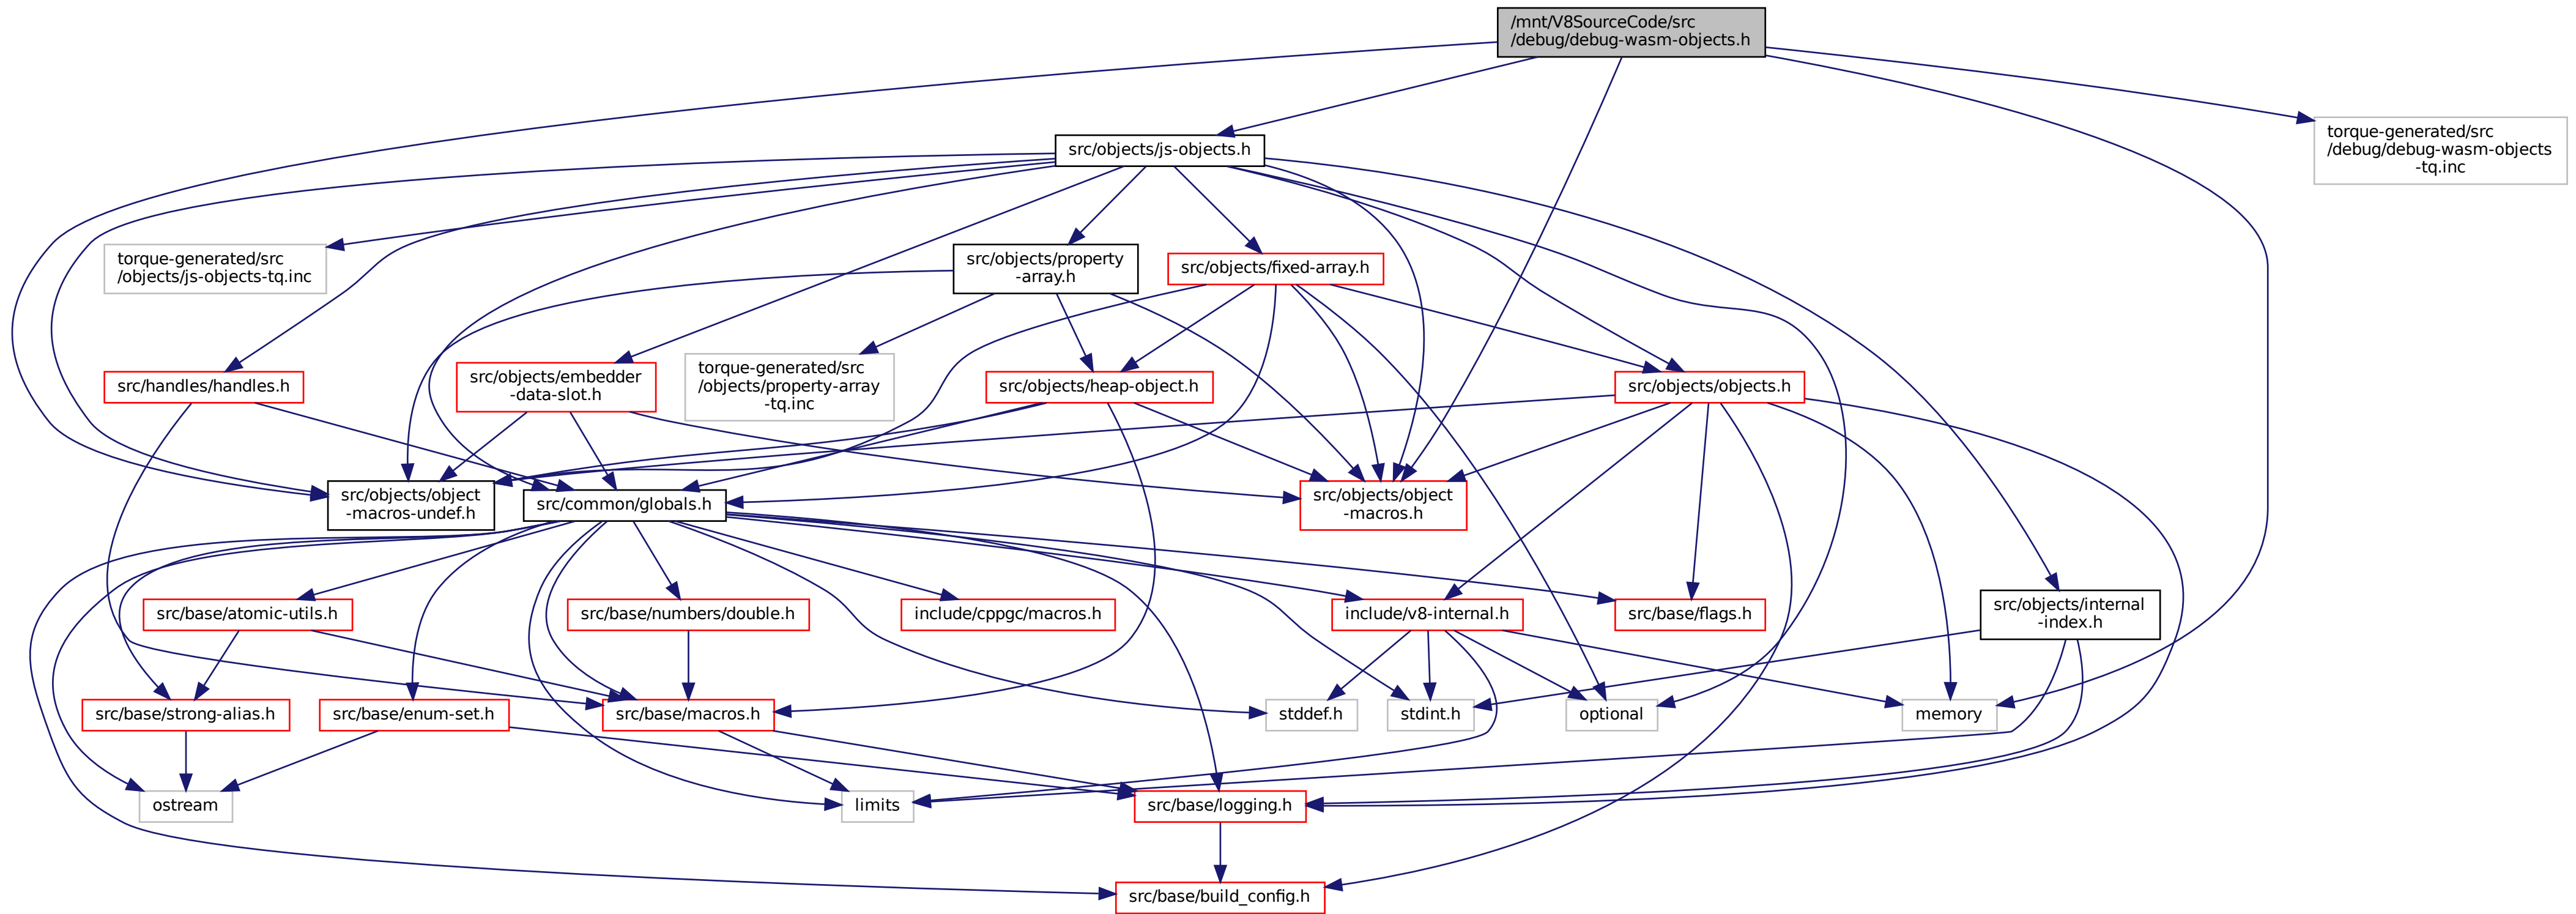 /mnt/V8SourceCode/src
/debug/debug-wasm-objects.h
torque-generated/src
/debug/debug-wasm-objects
-tq.inc
src/objects/js-objects.h
torque-generated/src
/objects/js-objects-tq.inc
src/objects/property
-array.h
src/objects/fixed-array.h
src/handles/handles.h
src/objects/embedder
-data-slot.h
torque-generated/src
/objects/property-array
-tq.inc
src/objects/heap-object.h
src/objects/objects.h
src/objects/object
-macros-undef.h
src/common/globals.h
src/objects/object
-macros.h
src/base/atomic-utils.h
src/base/numbers/double.h
include/cppgc/macros.h
include/v8-internal.h
src/base/flags.h
src/objects/internal
-index.h
src/base/strong-alias.h
src/base/enum-set.h
src/base/macros.h
stddef.h
stdint.h
optional
memory
ostream
limits
src/base/logging.h
src/base/build_config.h